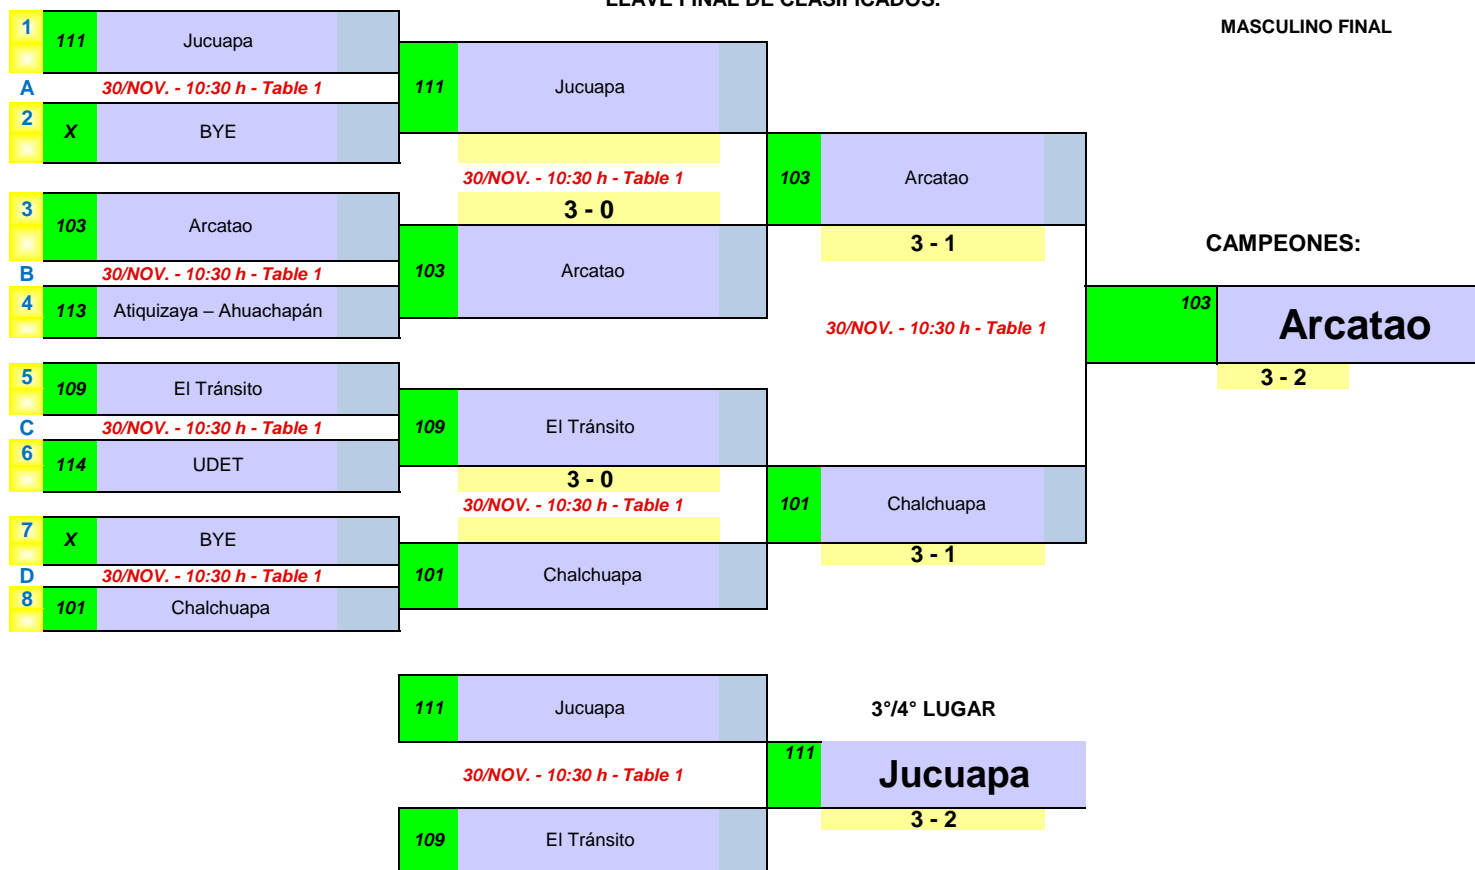 LLAVE FINAL DE CLASIFICADOS:
MASCULINO FINAL
1
111
Jucuapa
A
30/NOV. - 10:30 h - Table 1
2
X
BYE
111
Jucuapa
30/NOV. - 10:30 h - Table 1
3 - 0
3
103
Arcatao
B
30/NOV. - 10:30 h - Table 1
4
113
Atiquizaya – Ahuachapán
103
Arcatao
103
Arcatao
3 - 1
30/NOV. - 10:30 h - Table 1
CAMPEONES:
103
Arcatao
3 - 2
5
109
El Tránsito
C
30/NOV. - 10:30 h - Table 1
6
114
UDET
109
El Tránsito
3 - 0
30/NOV. - 10:30 h - Table 1
7
X
BYE
D
30/NOV. - 10:30 h - Table 1
8
101
Chalchuapa
101
Chalchuapa
101
Chalchuapa
3 - 1
111
Jucuapa
3°/4° LUGAR
30/NOV. - 10:30 h - Table 1
111
Jucuapa
3 - 2
109
El Tránsito